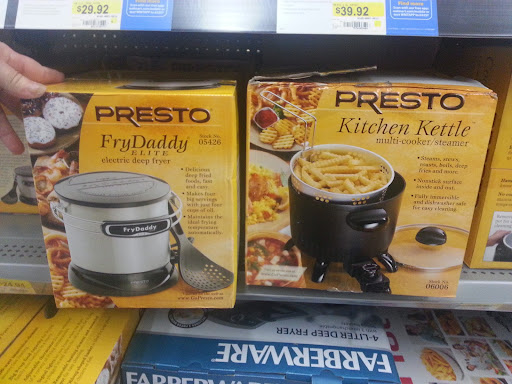 $29.92
$39.92
PRESTO
FryDaddy
ELITE
electric deep fryer
Stock No.
05426
• Delicious
deep fried
foods, fast
and easy.
• Makes four
big servings
with just four
cups of oil.
• Maintains the
ideal frying
temperature
automatically.
FryDaddy
www.GoPresto.com
PRESTO
Kitchen Kettle
multi-cooker/steamer
• Steams, stews,
roasts, boils, deep
fries and more.
• Nonstick surface
inside and out.
• Fully immersible
and dishwasher safe
for easy cleaning.
Stock No.
06006
4-LITER DEEP FRYER
FARBERWARE
FARBERWARE